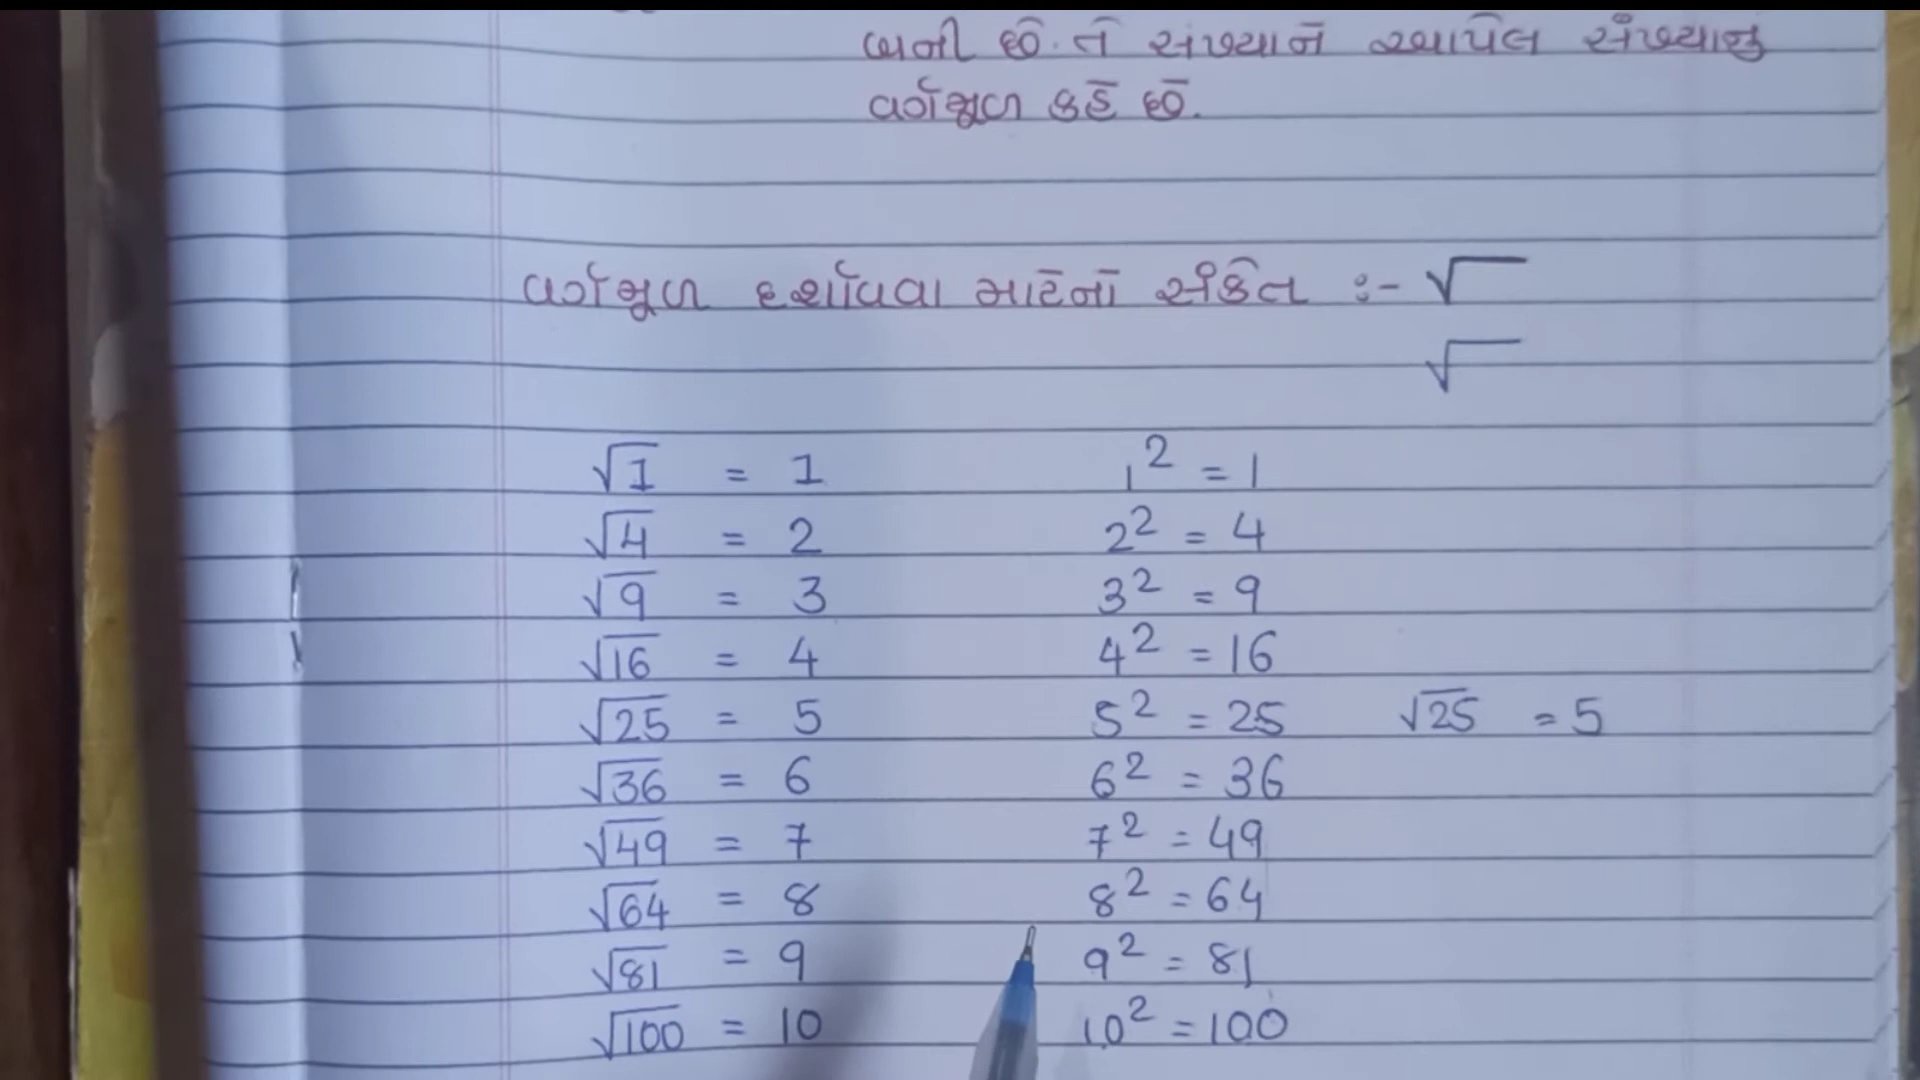 બની છે. તે સંખ્યાને આપેલ સંખ્યાનુ
વર્ગમૂળ કહે છે.
વર્ગમૂળ દર્શાવવા માટેનો સંકેત :- √
√
√1 = 1 1² = 1
√4 = 2 2² = 4
√9 = 3 3² = 9
√16 = 4 4² = 16
√25 = 5 5² = 25 √25 = 5
√36 = 6 6² = 36
√49 = 7 7² = 49
√64 = 8 8² = 64
√81 = 9 9² = 81
√100 = 10 10² = 100